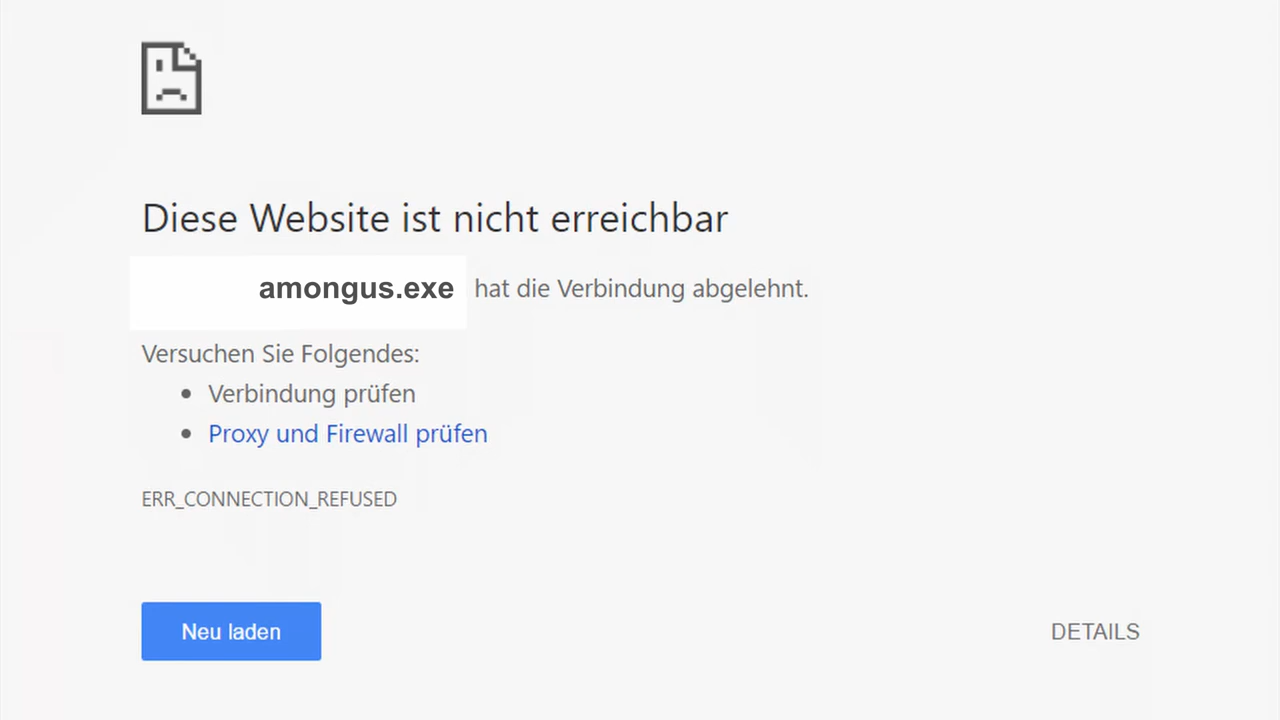 Diese Website ist nicht erreichbar
amongus.exe hat die Verbindung abgelehnt.
Versuchen Sie Folgendes:
• Verbindung prüfen
• Proxy und Firewall prüfen
ERR_CONNECTION_REFUSED
Neu laden
DETAILS